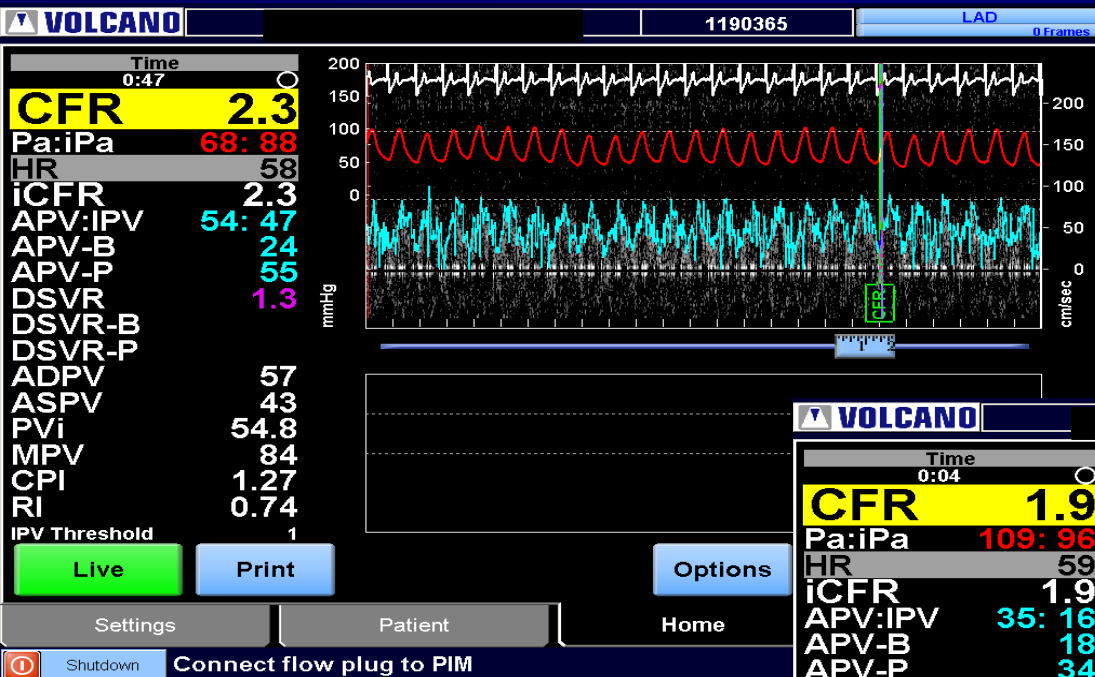 VOLCANO
1190365
LAD
0 Frames
Time
0:47
CFR 2.3
Pa:iPa 68: 88
HR 58
iCFR 2.3
APV:IPV 54: 47
APV-B 24
APV-P 55
DSVR 1.3
DSVR-B
DSVR-P
ADPV 57
ASPV 43
PVi 54.8
MPV 84
CPI 1.27
RI 0.74
IPV Threshold 1
Live
Print
200
150
100
50
0
mmHg
200
150
100
50
0
cm/sec
CFR
1 2
Options
Settings
Patient
Home
Shutdown
Connect flow plug to PIM
VOLCANO
Time
0:04
CFR 1.9
Pa:iPa 109: 96
HR 59
iCFR 1.9
APV:IPV 35: 16
APV-B 18
APV-P 34